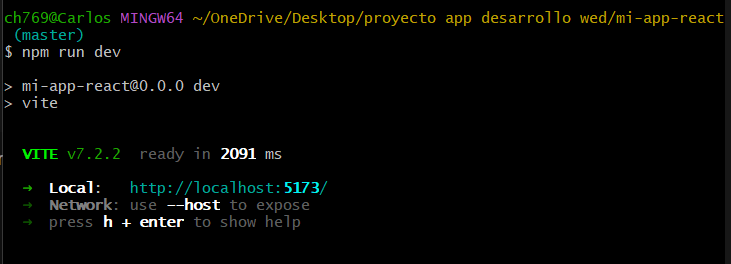 ch769@Carlos MINGW64 ~/OneDrive/Desktop/proyecto app desarrollo wed/mi-app-react
(master)
$ npm run dev
> mi-app-react@0.0.0 dev
> vite
VITE v7.2.2 ready in 2091 ms
➜ Local: http://localhost:5173/
➜ Network: use --host to expose
➜ press h + enter to show help